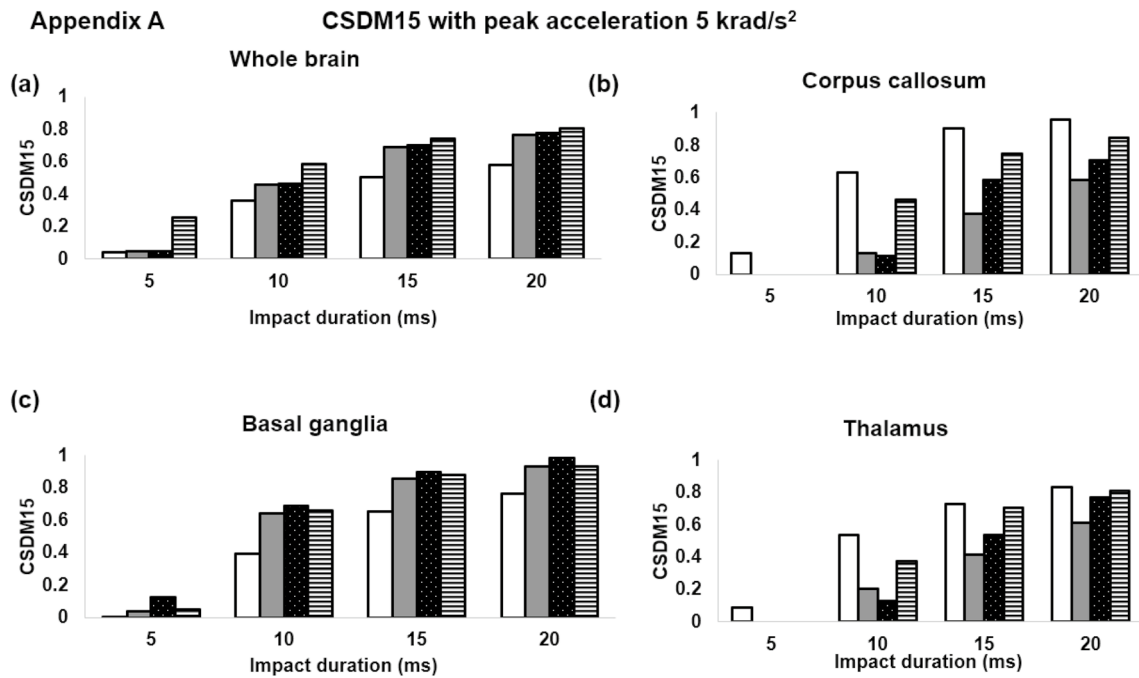 Appendix A
CSDM15 with peak acceleration 5 krad/s²
Whole brain
(a)
1
0.8
0.6
0.4
0.2
0
CSDM15
5 10 15 20
Impact duration (ms)
(b)
Corpus callosum
1
0.8
0.6
0.4
0.2
0
CSDM15
5 10 15 20
Impact duration (ms)
(c)
Basal ganglia
1
0.8
0.6
0.4
0.2
0
CSDM15
5 10 15 20
Impact duration (ms)
(d)
Thalamus
1
0.8
0.6
0.4
0.2
0
CSDM15
5 10 15 20
Impact duration (ms)